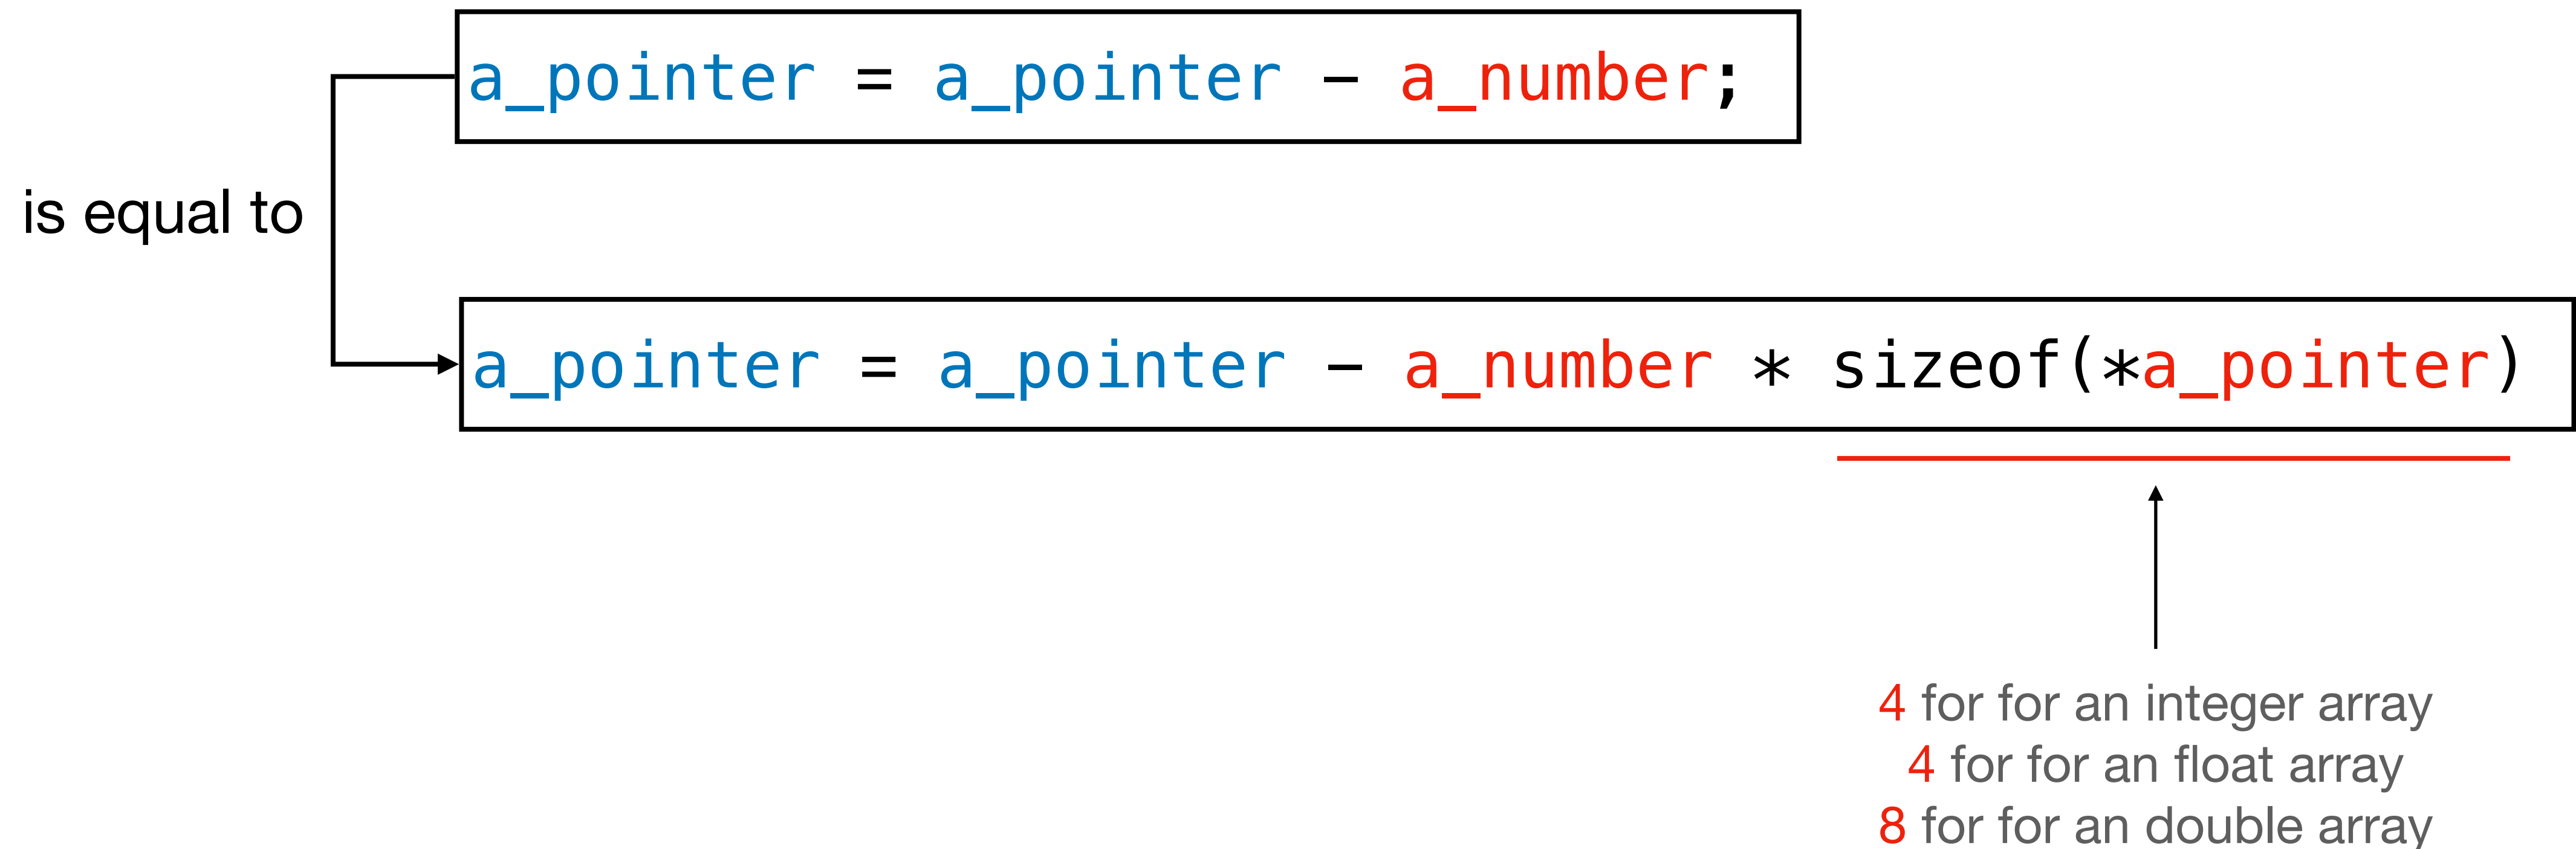 a_pointer = a_pointer - a_number;
is equal to
a_pointer = a_pointer - a_number * sizeof(*a_pointer)
4 for for an integer array
4 for for an float array
8 for for an double array